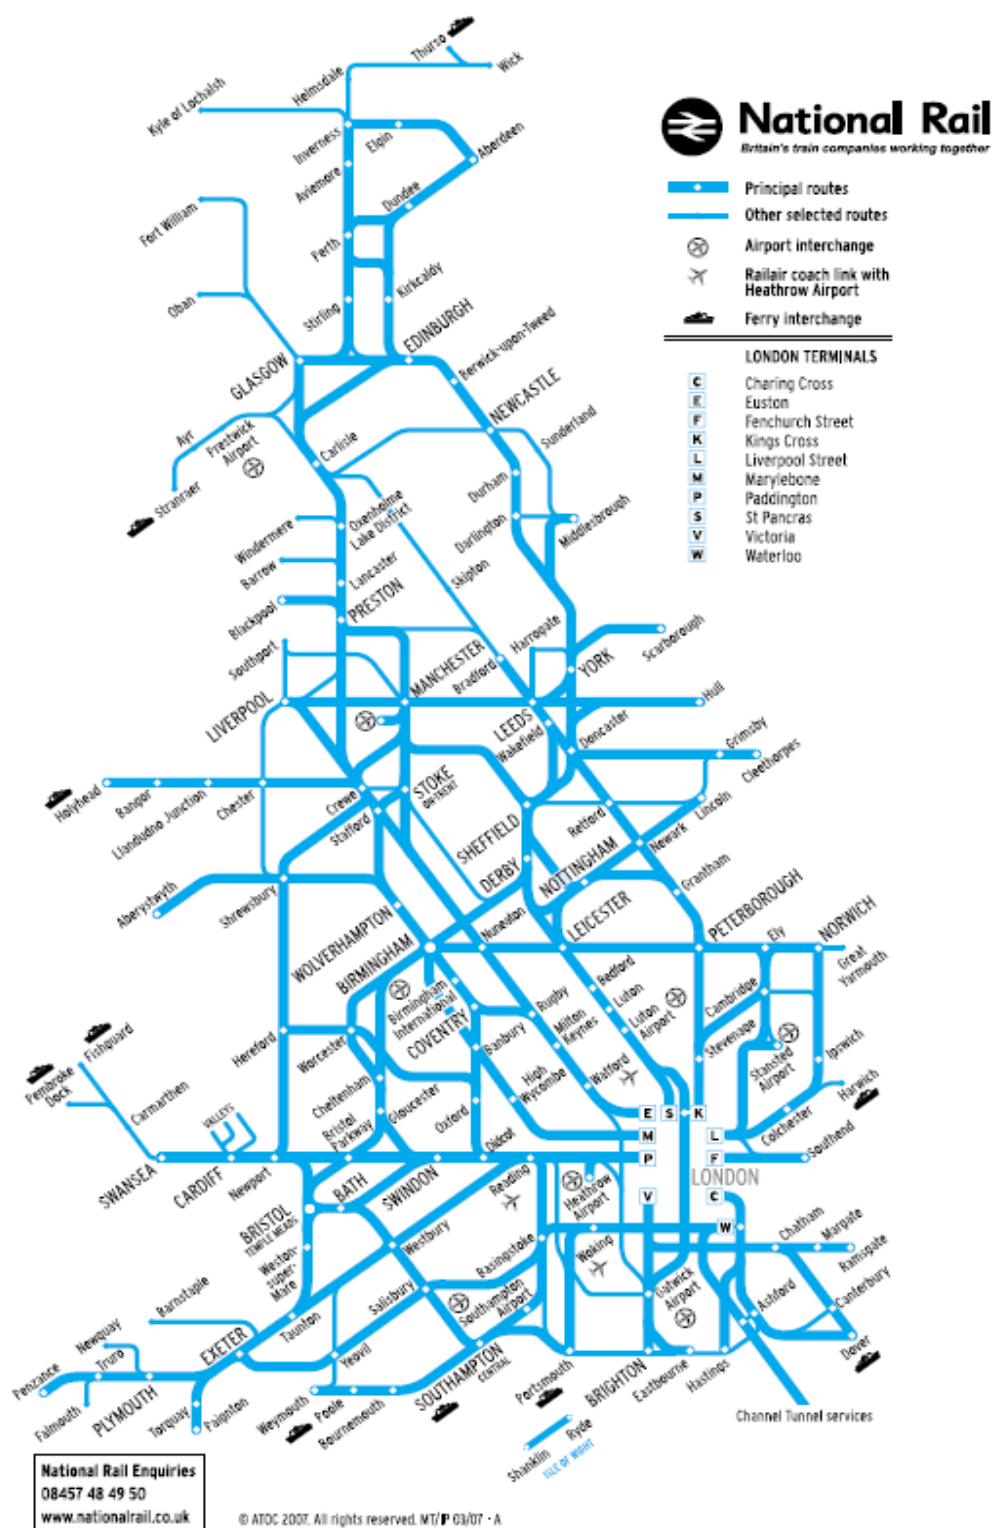 National Rail
Britain's train companies working together
Principal routes
Other selected routes
Airport interchange
Railair coach link with
Heathrow Airport
Ferry interchange
LONDON TERMINALS
C Charing Cross
E Euston
F Fenchurch Street
K Kings Cross
L Liverpool Street
M Marylebone
P Paddington
S St Pancras
V Victoria
W Waterloo
Thurso
Wick
Helmsdale
Kyle of Lochalsh
Inverness
Elgin
Aberdeen
Aviemore
Dundee
Fort William
Perth
Oban
Stirling
Kirkcaldy
EDINBURGH
GLASGOW
Berwick-upon-Tweed
NEWCASTLE
Sunderland
Ayr
Prestwick
Airport
Carlisle
Stranraer
Durham
Darlington
Middlesbrough
Oxenholme
Lake District
Windermere
Barrow
Lancaster
Skipton
Blackpool
PRESTON
Harrogate
Scarborough
Southport
MANCHESTER
Bradford
YORK
LIVERPOOL
LEEDS
Wakefield
Hull
Doncaster
Grimsby
Cleethorpes
Holyhead
Bangor
Llandudno Junction
Chester
Crewe
STOKE
ON-TRENT
Stafford
SHEFFIELD
Retford
Lincoln
Newark
DERBY
NOTTINGHAM
Grantham
Aberystwyth
Shrewsbury
WOLVERHAMPTON
BIRMINGHAM
Nuneaton
LEICESTER
PETERBOROUGH
Ely
NORWICH
Great
Yarmouth
Birmingham
International
COVENTRY
Rugby
Bedford
Luton
Luton
Airport
Cambridge
Stevenage
Stansted
Airport
Ipswich
Harwich
Hereford
Worcester
Banbury
Milton
Keynes
High
Wycombe
Watford
Fishguard
Pembroke
Dock
Carmarthen
VALLEYS
Cheltenham
Gloucester
Oxford
Bristol
Parkway
Didcot
Colchester
Southend
E S K
M L
P F
LONDON
V C
W
SWANSEA
CARDIFF
Newport
BATH
SWINDON
Reading
Heathrow
Airport
BRISTOL
TEMPLE MEADS
Weston-
super-
Mare
Westbury
Basingstoke
Woking
Gatwick
Airport
Chatham
Margate
Ramsgate
Canterbury
Ashford
Dover
Barnstaple
Taunton
Salisbury
Southampton
Airport
Newquay
EXETER
Yeovil
Penzance
Truro
Falmouth
PLYMOUTH
Torquay
Paignton
Weymouth
Poole
Bournemouth
SOUTHAMPTON
CENTRAL
Portsmouth
BRIGHTON
Eastbourne
Hastings
Channel Tunnel services
Ryde
Shanklin
ISLE OF WIGHT
National Rail Enquiries
08457 48 49 50
www.nationalrail.co.uk
© ATOC 2007. All rights reserved. MT/IP 03/07 - A